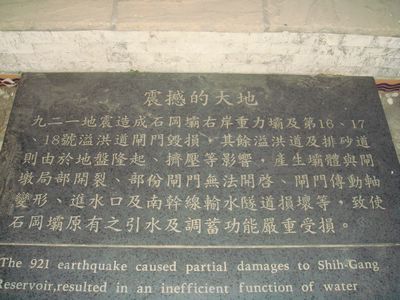 震撼的大地
九二一地震造成石岡壩右岸重力壩及第16、17
、18號溢洪道閘門毀損，其餘溢洪道及排砂道
則由於地盤隆起、擠壓等影響，產生壩體與閘
墩局部開裂、部份閘門無法開啓、閘門傳動軸
變形、進水口及南幹線輸水隧道損壞等，致使
石岡壩原有之引水及調蓄功能嚴重受損。
The 921 earthquake caused partial damages to Shih-Gang
Reservoir,resulted in an inefficient function of water